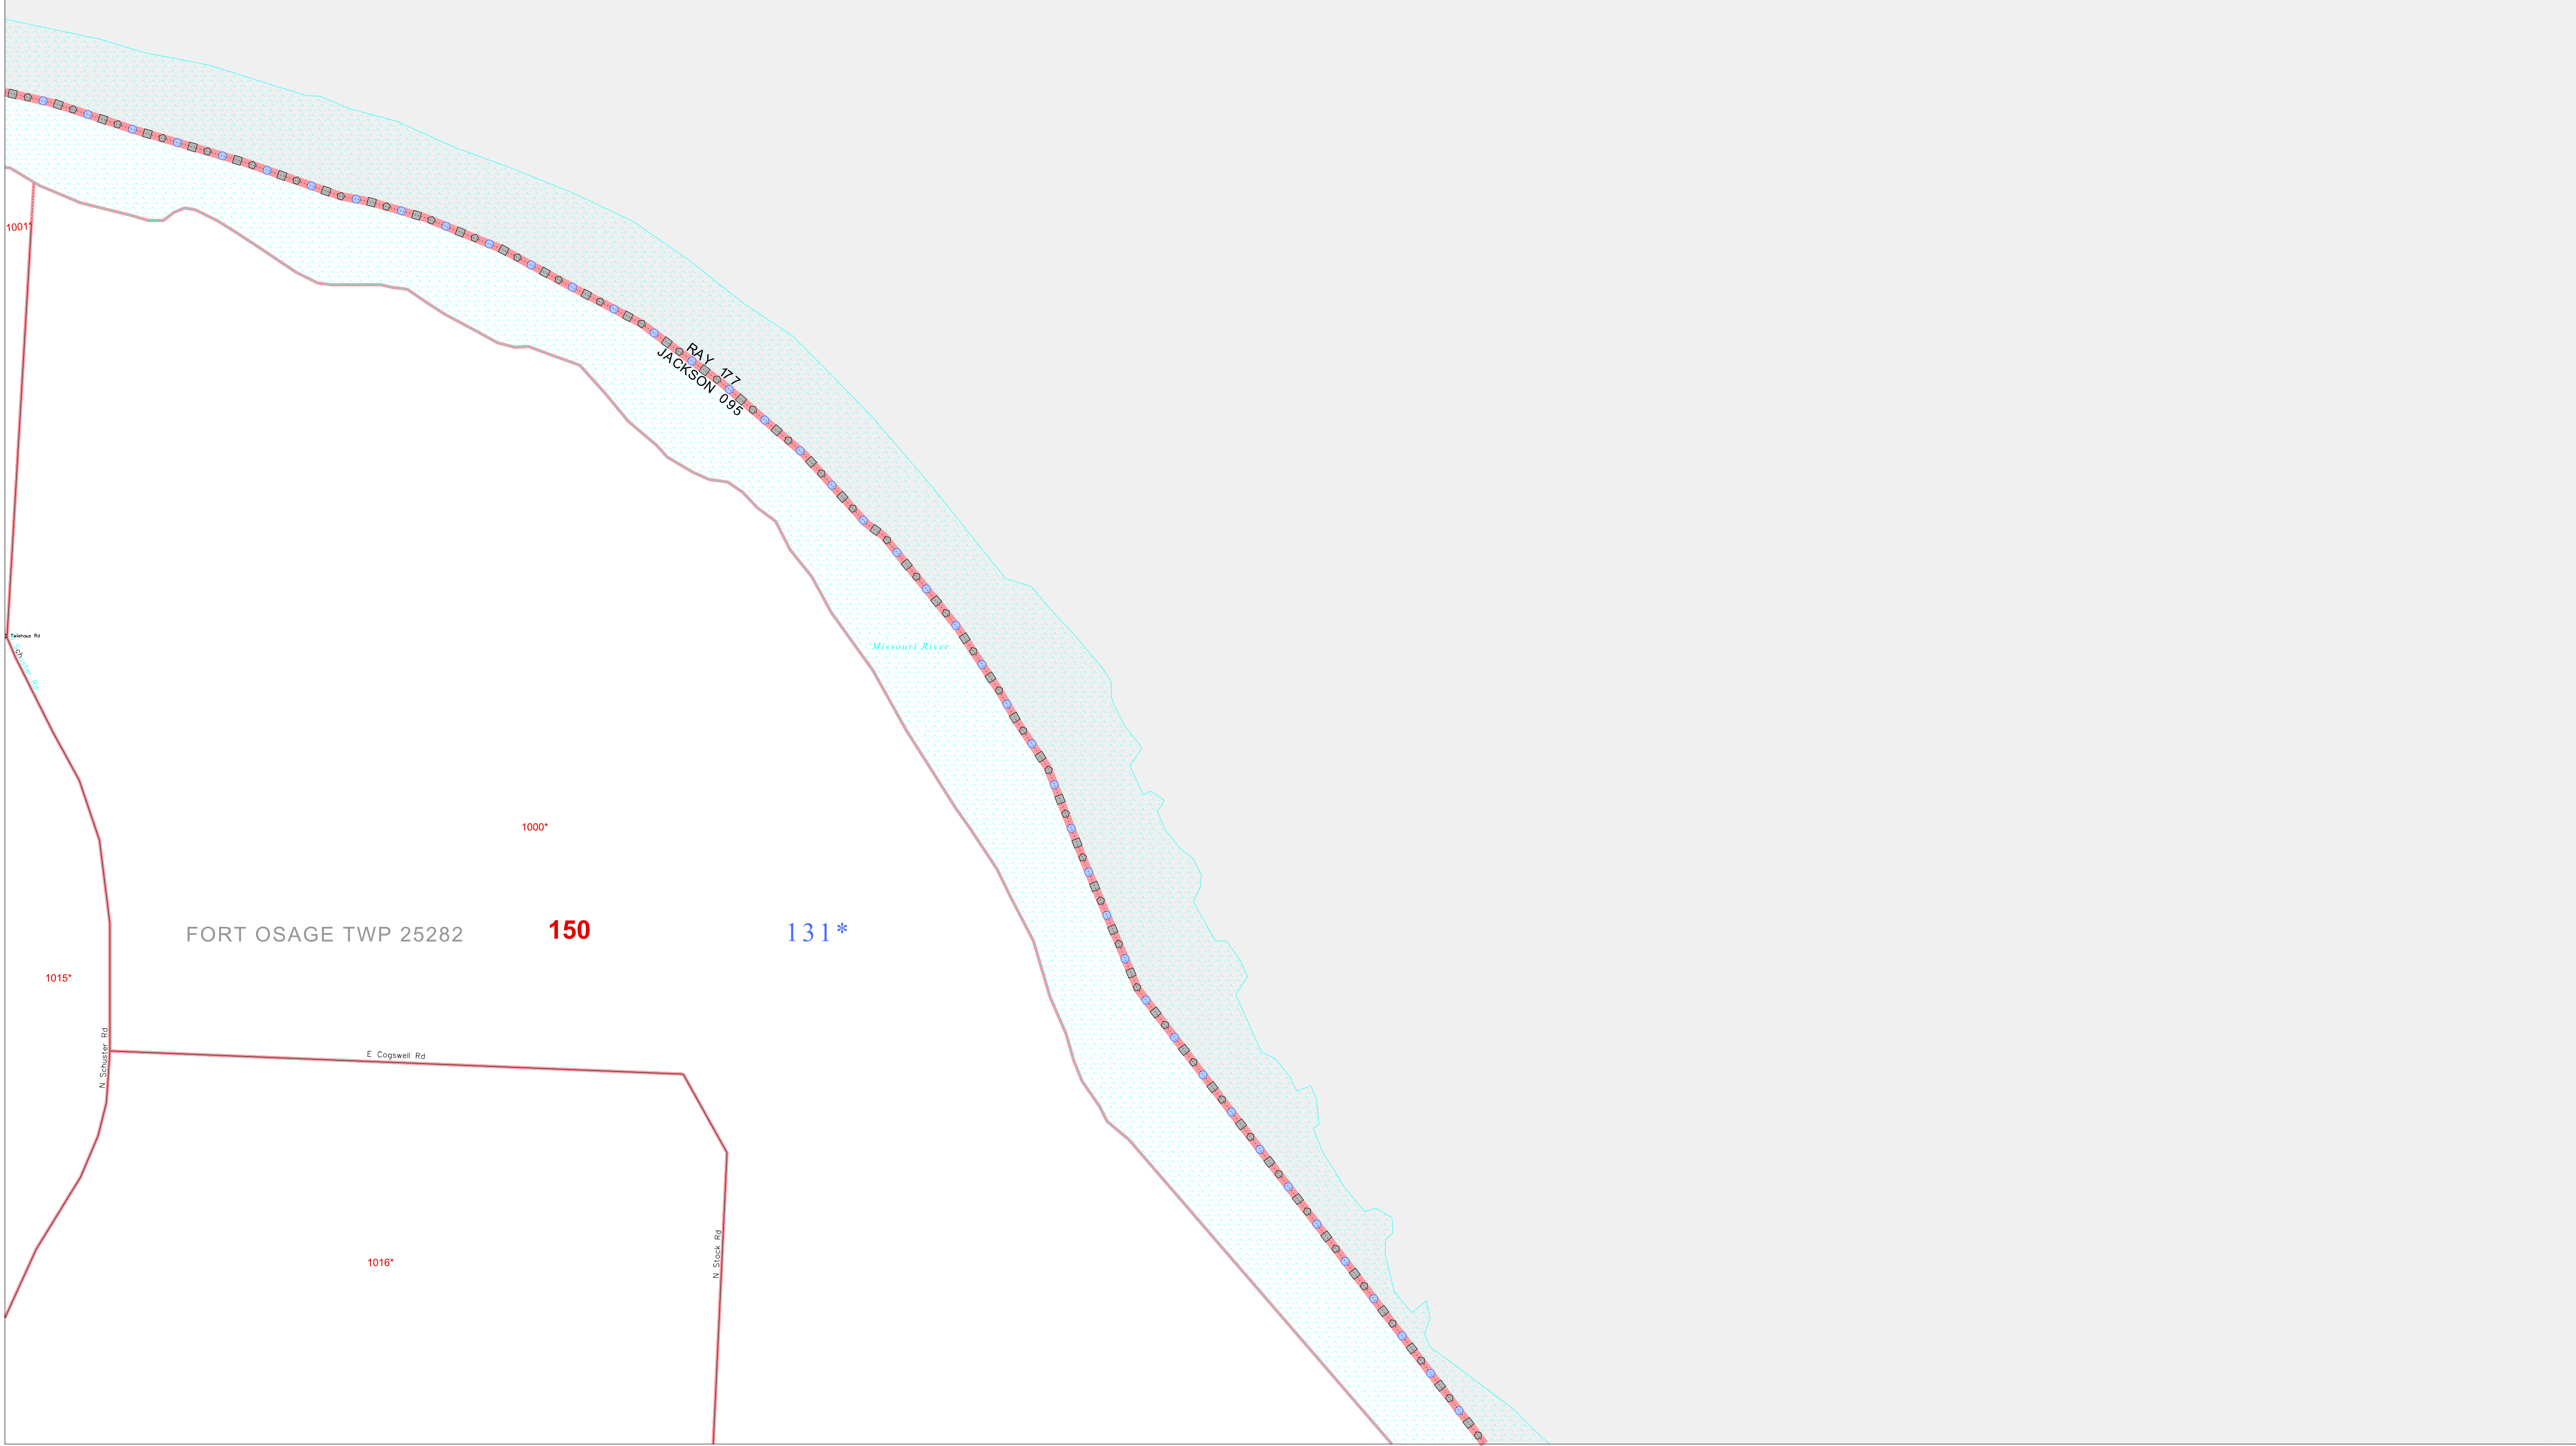 RAY 177
JACKSON 095
1001*
Missouri River
1000*
FORT OSAGE TWP 25282
150
131*
1015*
N Schuster Rd
E Cogswell Rd
N Stock Rd
1016*